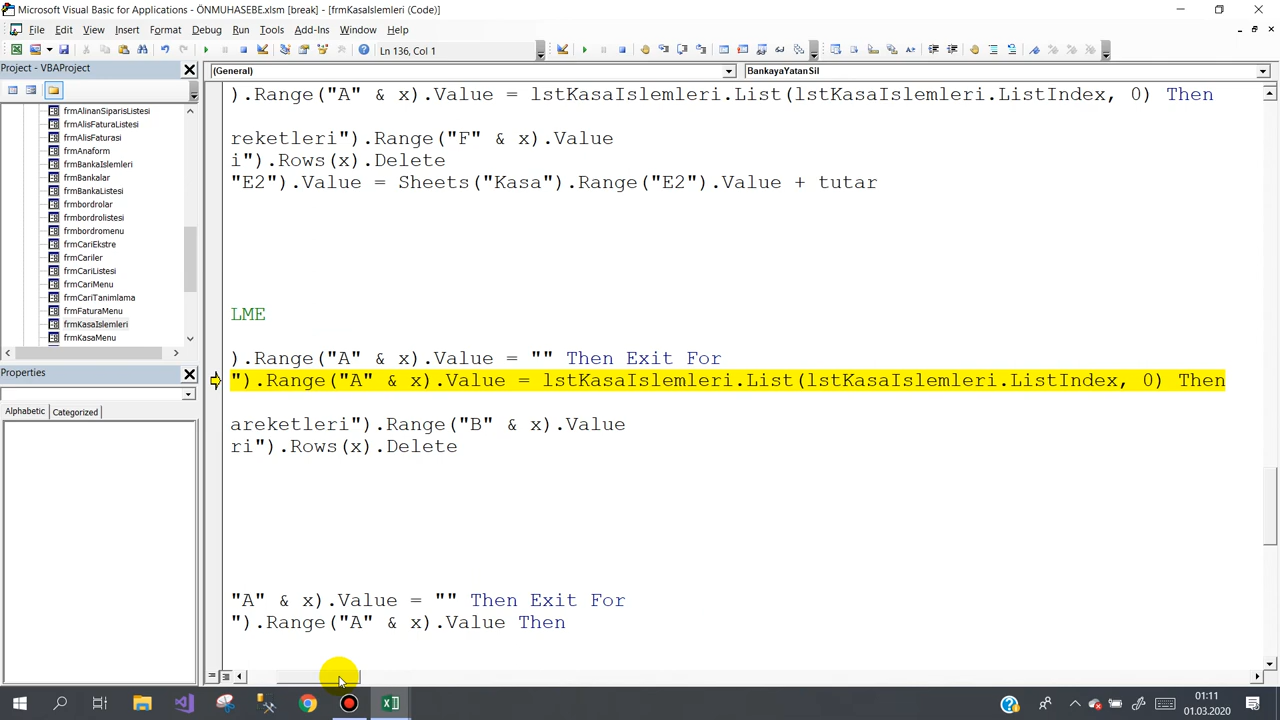 Microsoft Visual Basic for Applications - ÖNMUHASEBE.xlsm [break] - [frmKasaIslemleri (Code)]
File Edit View Insert Format Debug Run Tools Add-Ins Window Help
Ln 136, Col 1
Project - VBAProject
(General) BankayaYatanSil
frmAlinanSiparisListesi
frmAlisFaturaListesi
frmAlisFaturasi
frmAnaform
frmBankaIslemleri
frmBankalar
frmBankaListesi
frmbordrolar
frmbordrolistesi
frmbordromenu
frmCariEkstre
frmCariler
frmCariListesi
frmCariMenu
frmCariTanimlama
frmFaturaMenu
frmKasaIslemleri
frmKasaMenu
Properties
Alphabetic Categorized
).Range("A" & x).Value = lstKasaIslemleri.List(lstKasaIslemleri.ListIndex, 0) Then
reketleri").Range("F" & x).Value
i").Rows(x).Delete
"E2").Value = Sheets("Kasa").Range("E2").Value + tutar
LME
).Range("A" & x).Value = "" Then Exit For
").Range("A" & x).Value = lstKasaIslemleri.List(lstKasaIslemleri.ListIndex, 0) Then
areketleri").Range("B" & x).Value
ri").Rows(x).Delete
"A" & x).Value = "" Then Exit For
").Range("A" & x).Value Then
01:11
01.03.2020